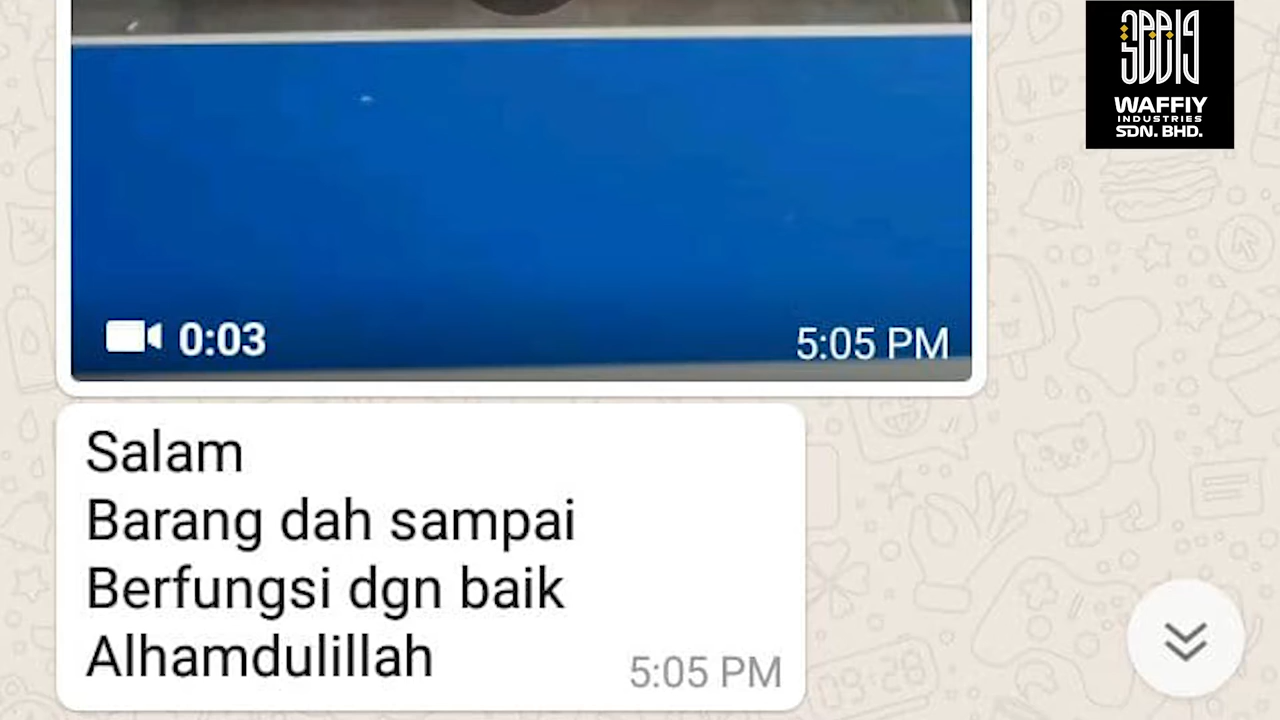 WAFFIY
INDUSTRIES
SDN. BHD.
0:03
5:05 PM
Salam
Barang dah sampai
Berfungsi dgn baik
Alhamdulillah
5:05 PM